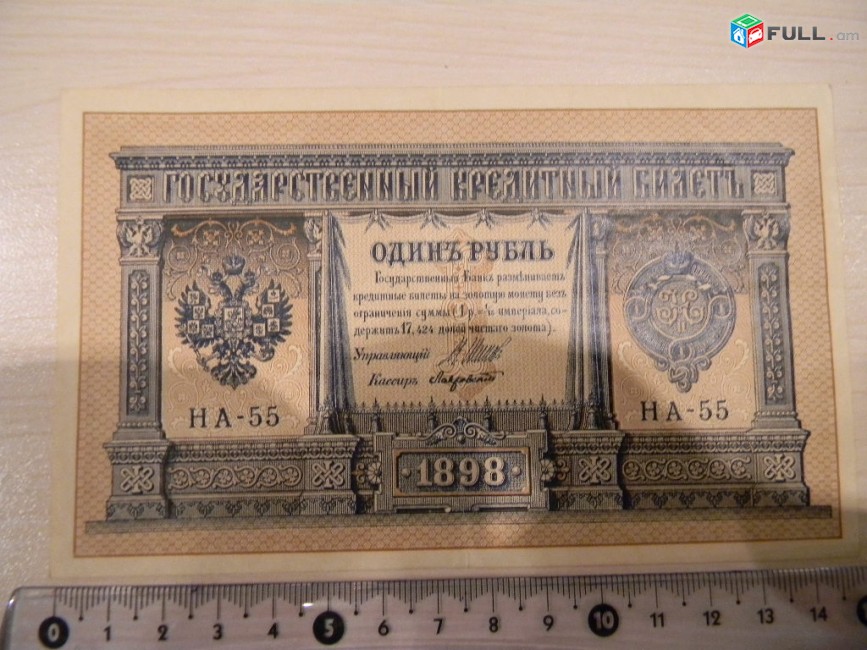 FULL.am
ГОСУДАРСТВЕННЫЙ КРЕДИТНЫЙ БИЛЕТЪ
ОДИНЪ РУБЛЬ
Государственный Банкъ размѣниваетъ
кредитные билеты на золотую монету безъ
ограниченія суммы (1 р. = 1/15 имперіала, со-
держитъ 17,424 долей чистаго золота).
Управляющій
Кассиръ
НА-55
НА-55
1898
0 1 2 3 4 5 6 7 8 9 10 11 12 13 14